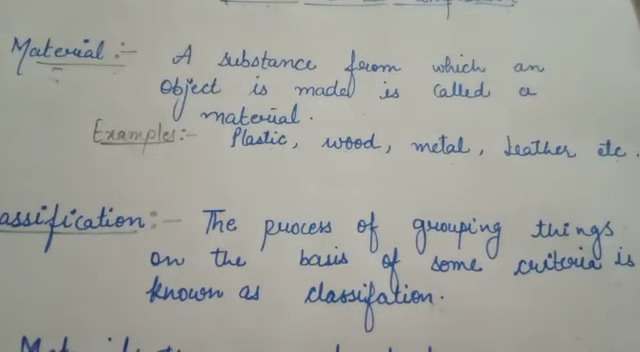 Material :-
A substance from which an
object is made is called a
material.
Examples:- Plastic, wood, metal, leather etc.
assification :- The process of grouping things
on the basis of some criteria is
known as classifation.